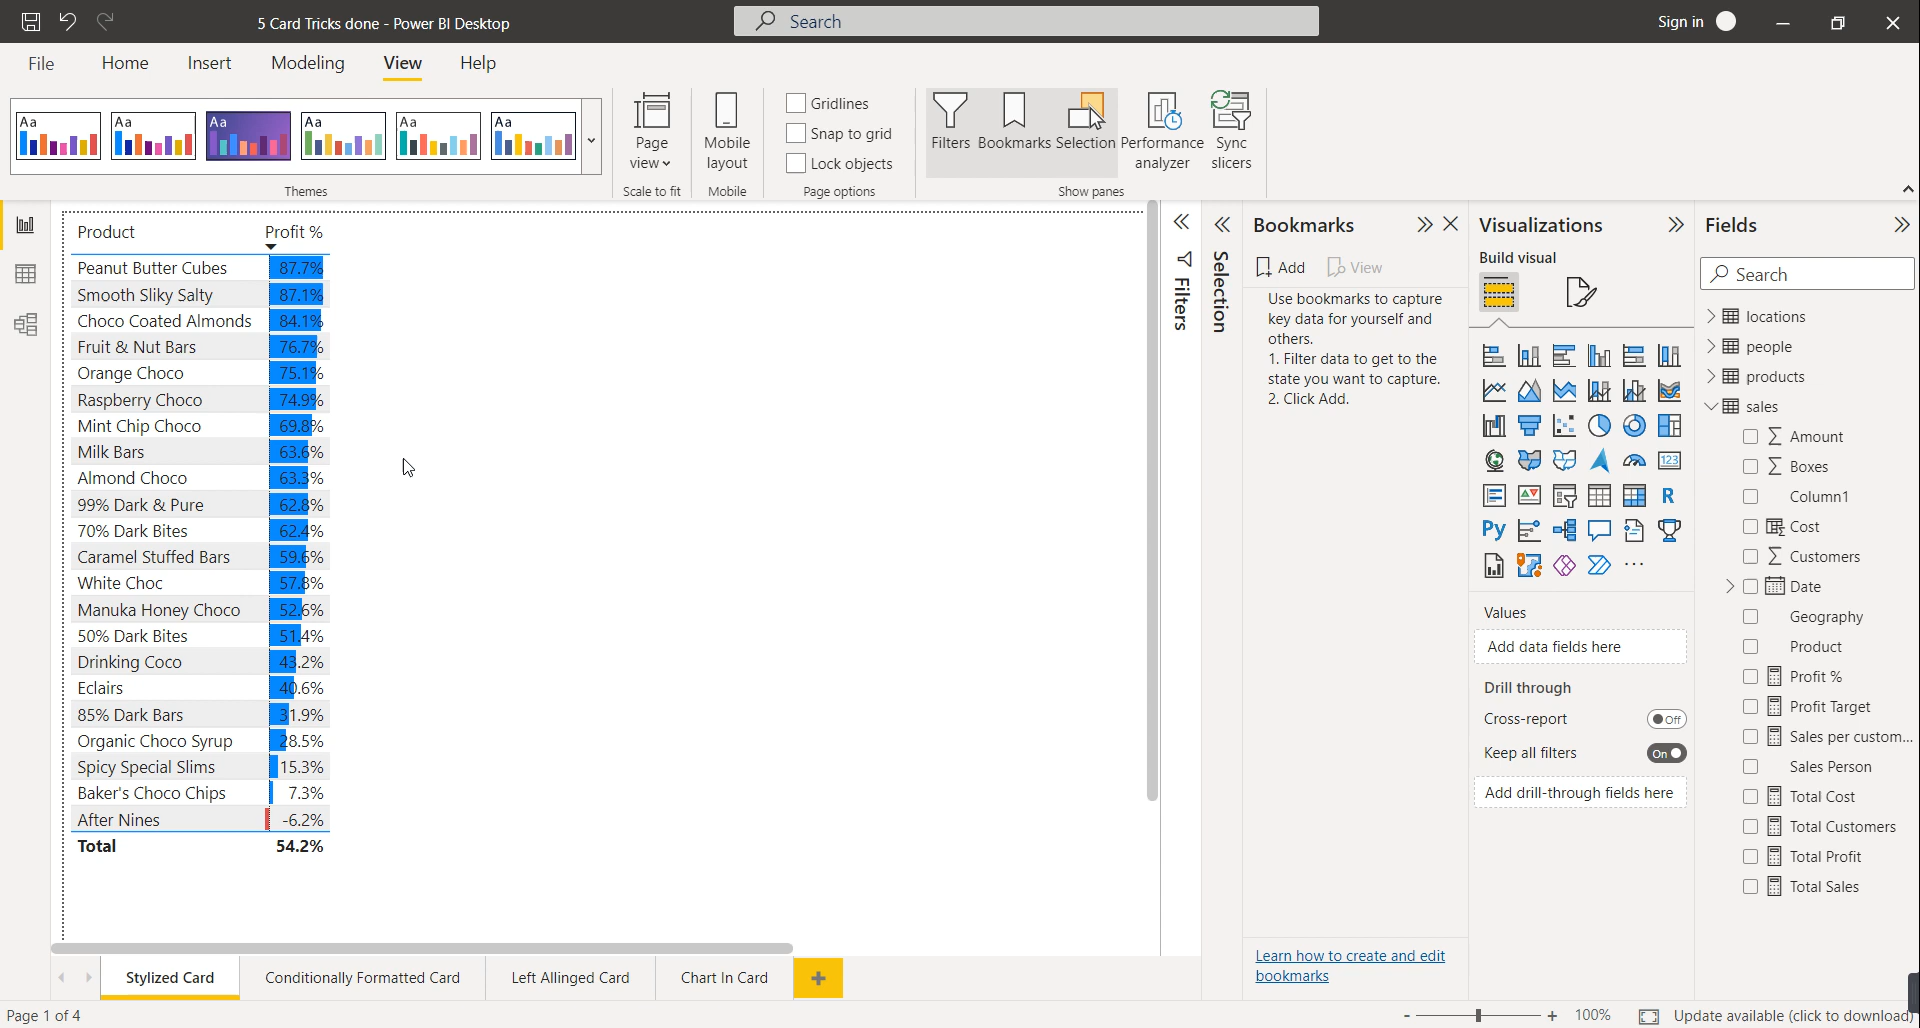 5 Card Tricks done - Power BI Desktop
Search
Sign in
File
Home
Insert
Modeling
View
Help
Aa
Aa
Aa
Aa
Aa
Aa
Themes
Page
view
Scale to fit
Mobile
layout
Mobile
Gridlines
Snap to grid
Lock objects
Page options
Filters
Bookmarks
Selection
Performance
analyzer
Sync
slicers
Show panes
Product Profit %
Peanut Butter Cubes 87.7%
Smooth Sliky Salty 87.1%
Choco Coated Almonds 84.1%
Fruit & Nut Bars 76.7%
Orange Choco 75.1%
Raspberry Choco 74.9%
Mint Chip Choco 69.8%
Milk Bars 63.6%
Almond Choco 63.3%
99% Dark & Pure 62.8%
70% Dark Bites 62.4%
Caramel Stuffed Bars 59.6%
White Choc 57.8%
Manuka Honey Choco 52.6%
50% Dark Bites 51.4%
Drinking Coco 43.2%
Eclairs 40.6%
85% Dark Bars 31.9%
Organic Choco Syrup 28.5%
Spicy Special Slims 15.3%
Baker's Choco Chips 7.3%
After Nines -6.2%
Total 54.2%
Filters
Selection
Bookmarks
Add
View
Use bookmarks to capture
key data for yourself and
others.
1. Filter data to get to the
state you want to capture.
2. Click Add.
Learn how to create and edit
bookmarks
Visualizations
Build visual
123
R
Py
Values
Add data fields here
Drill through
Cross-report
Off
Keep all filters
On
Add drill-through fields here
Fields
Search
locations
people
products
sales
Amount
Boxes
Column1
Cost
Customers
Date
Geography
Product
Profit %
Profit Target
Sales per custom...
Sales Person
Total Cost
Total Customers
Total Profit
Total Sales
Stylized Card
Conditionally Formatted Card
Left Allinged Card
Chart In Card
Page 1 of 4
100%
Update available (click to download)